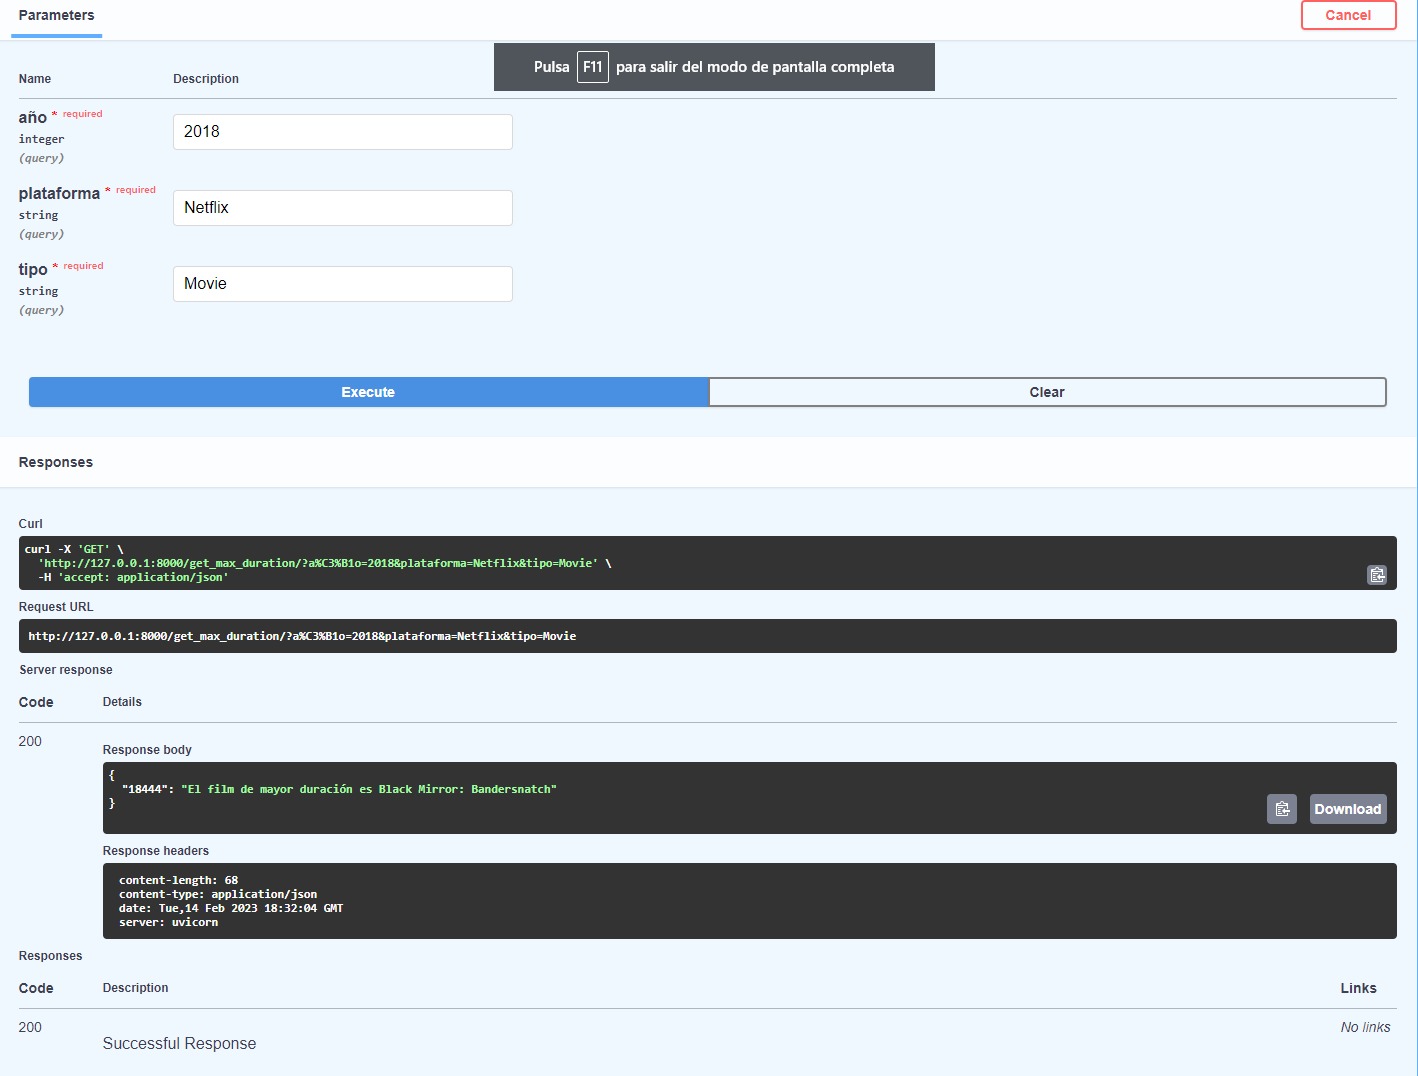 Parameters
Cancel
Pulsa F11 para salir del modo de pantalla completa
Name Description
año * required
integer
(query)
2018
plataforma * required
string
(query)
Netflix
tipo * required
string
(query)
Movie
Execute
Clear
Responses
Curl
curl -X 'GET' \
'http://127.0.0.1:8000/get_max_duration/?a%C3%B1o=2018&plataforma=Netflix&tipo=Movie' \
-H 'accept: application/json'
Request URL
http://127.0.0.1:8000/get_max_duration/?a%C3%B1o=2018&plataforma=Netflix&tipo=Movie
Server response
Code Details
200
Response body
{
"18444": "El film de mayor duración es Black Mirror: Bandersnatch"
}
Download
Response headers
content-length: 68
content-type: application/json
date: Tue,14 Feb 2023 18:32:04 GMT
server: uvicorn
Responses
Code Description Links
200 No links
Successful Response